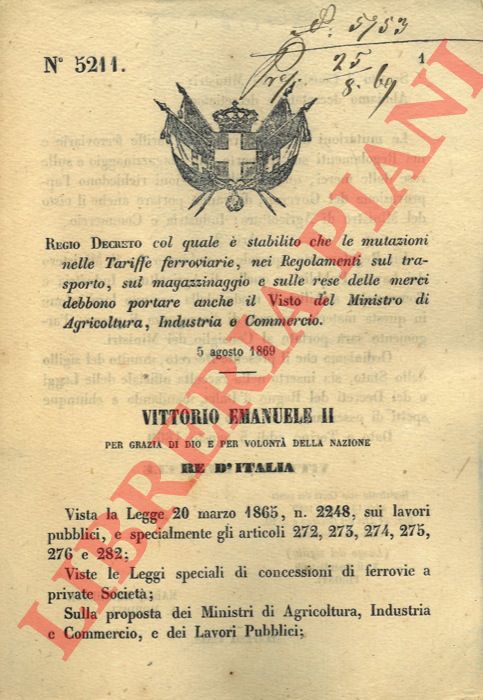 N.° 5753
N° 5211.
25
1
8. 69
REGIO DECRETO col quale è stabilito che le mutazioni
nelle Tariffe ferroviarie, nei Regolamenti sul tra-
sporto, sul magazzinaggio e sulle rese delle merci
debbono portare anche il Visto del Ministro di
Agricoltura, Industria e Commercio.
5 agosto 1869
VITTORIO EMANUELE II
PER GRAZIA DI DIO E PER VOLONTÀ DELLA NAZIONE
RE D'ITALIA
Vista la Legge 20 marzo 1865, n. 2248, sui lavori
pubblici, e specialmente gli articoli 272, 273, 274, 275,
276 e 282;
Viste le Leggi speciali di concessioni di ferrovie a
private Società;
Sulla proposta dei Ministri di Agricoltura, Industria
e Commercio, e dei Lavori Pubblici;
LIBRERIA PIANI